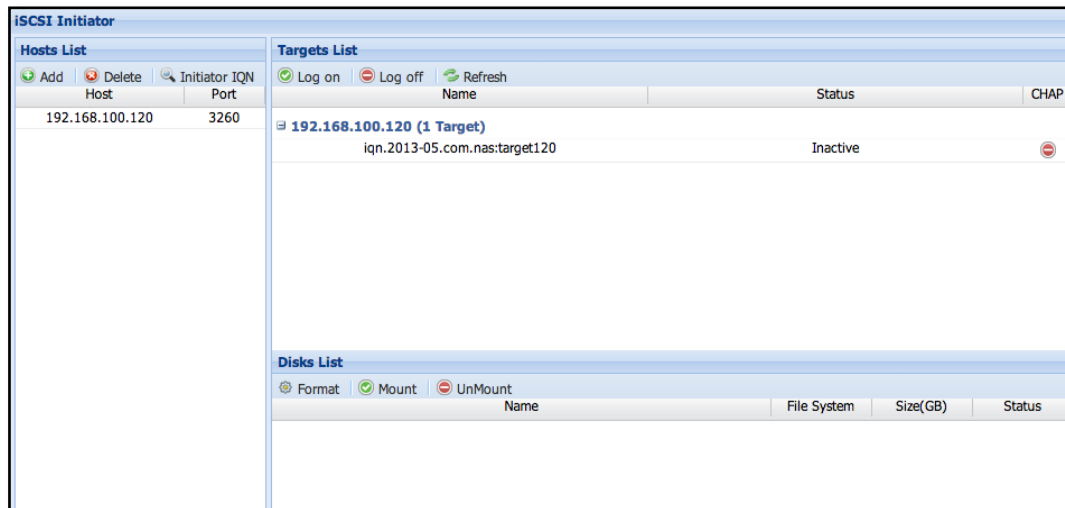 iSCSI Initiator
Hosts List
Add Delete Initiator IQN
Host Port
192.168.100.120 3260
Targets List
Log on Log off Refresh
Name Status CHAP
192.168.100.120 (1 Target)
iqn.2013-05.com.nas:target120 Inactive
Disks List
Format Mount UnMount
Name File System Size(GB) Status